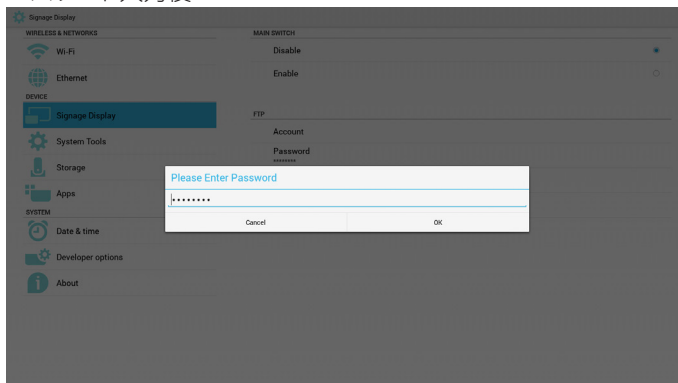 Signage Display
WIRELESS & NETWORKS
Wi-Fi
Ethernet
DEVICE
Signage Display
System Tools
Storage
Apps
SYSTEM
Date & time
Developer options
About
MAIN SWITCH
Disable
Enable
FTP
Account
Password
********
Please Enter Password
••••••••
Cancel
OK